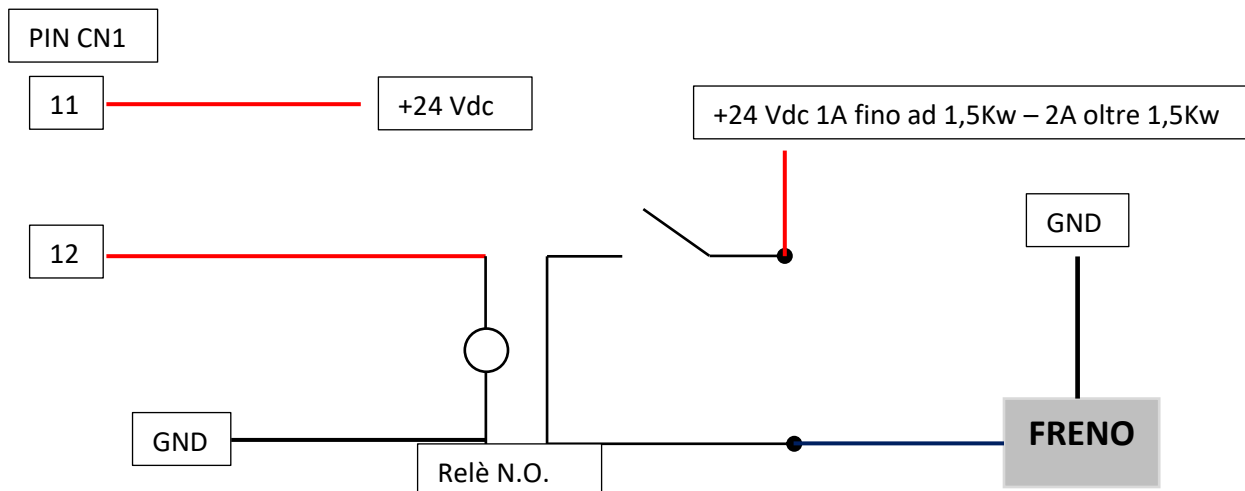 PIN CN1
11
+24 Vdc
+24 Vdc 1A fino ad 1,5Kw – 2A oltre 1,5Kw
12
GND
GND
FRENO
Relè N.O.